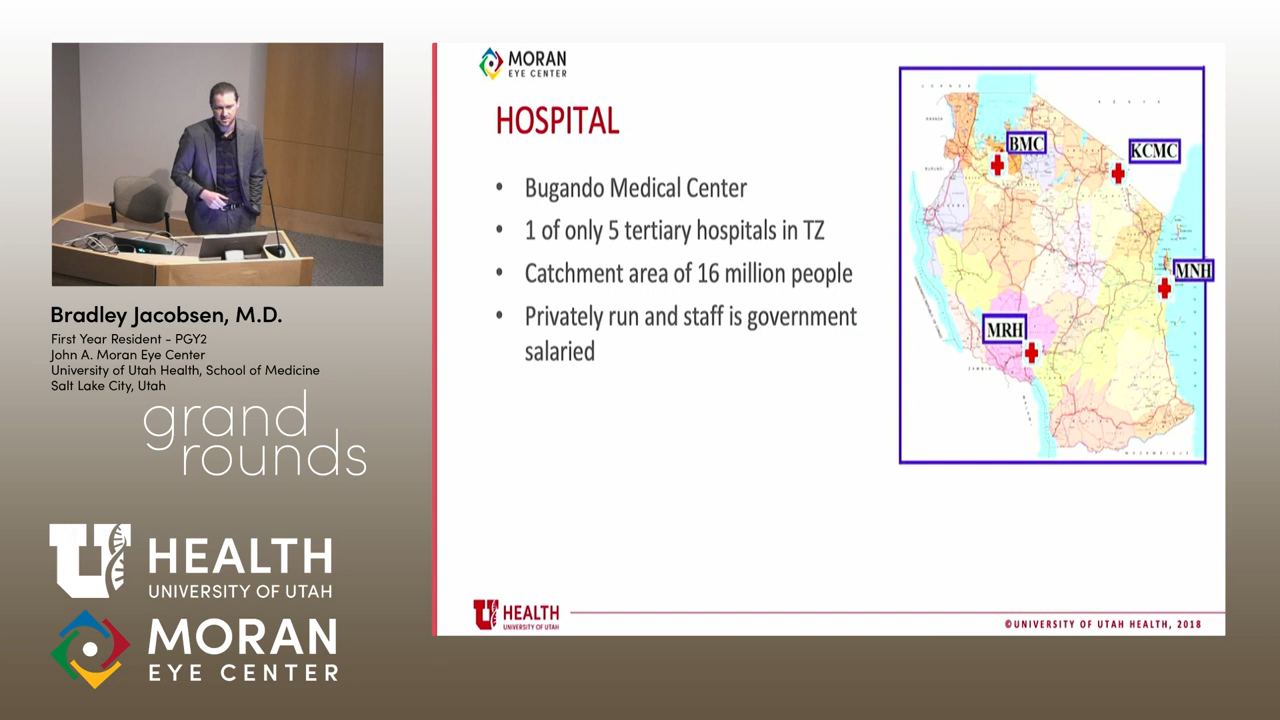 Bradley Jacobsen, M.D.
First Year Resident - PGY2
John A. Moran Eye Center
University of Utah Health, School of Medicine
Salt Lake City, Utah
grand
rounds
U HEALTH
UNIVERSITY OF UTAH
MORAN
EYE CENTER
MORAN
EYE CENTER
HOSPITAL
• Bugando Medical Center
• 1 of only 5 tertiary hospitals in TZ
• Catchment area of 16 million people
• Privately run and staff is government
salaried
BMC
KCMC
MNH
MRH
U HEALTH
UNIVERSITY OF UTAH
©UNIVERSITY OF UTAH HEALTH, 2018